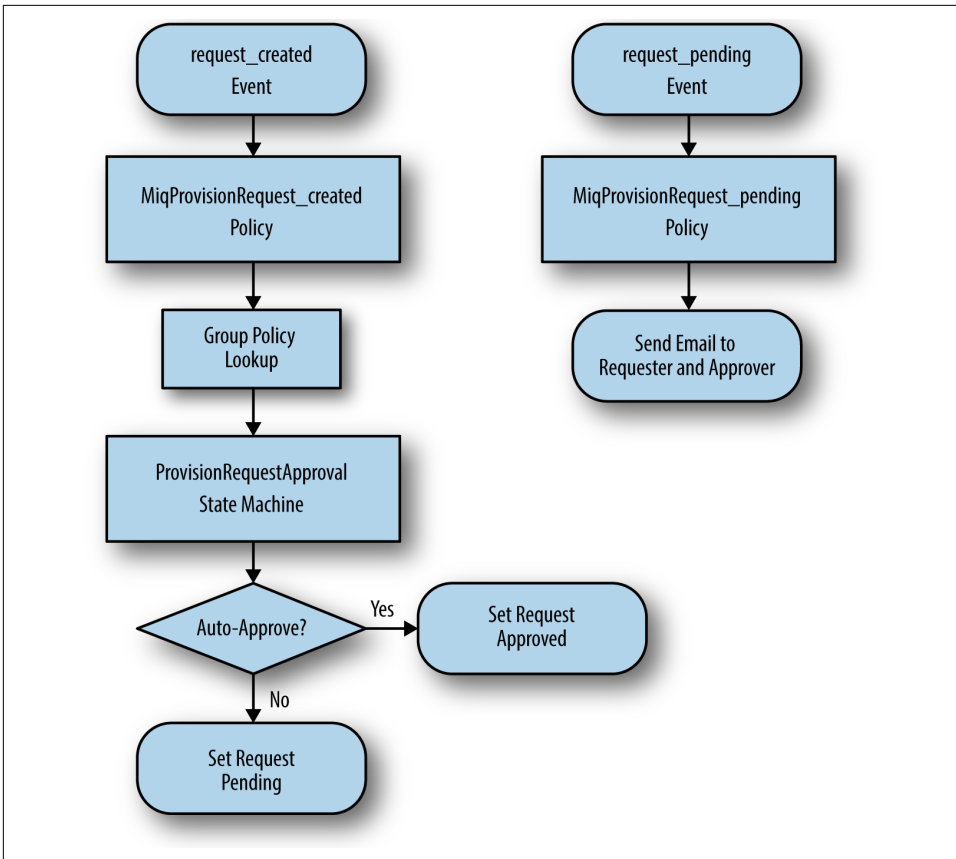 request_created
Event
MiqProvisionRequest_created
Policy
Group Policy
Lookup
ProvisionRequestApproval
State Machine
Auto-Approve?
Yes
Set Request
Approved
No
Set Request
Pending
request_pending
Event
MiqProvisionRequest_pending
Policy
Send Email to
Requester and Approver